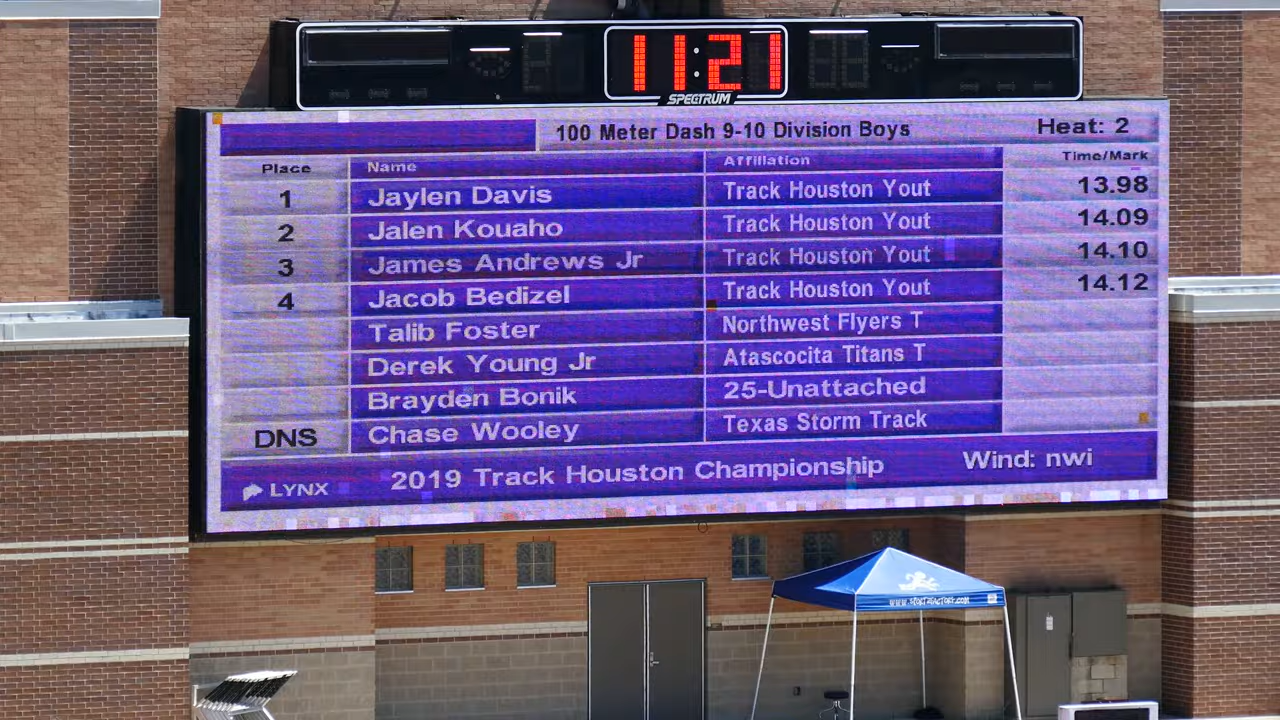 11:21
SPECTRUM
100 Meter Dash 9-10 Division Boys Heat: 2
Place Name Affiliation Time/Mark
1 Jaylen Davis Track Houston Yout 13.98
2 Jalen Kouaho Track Houston Yout 14.09
3 James Andrews Jr Track Houston Yout 14.10
4 Jacob Bedizel Track Houston Yout 14.12
Talib Foster Northwest Flyers T
Derek Young Jr Atascocita Titans T
Brayden Bonik 25-Unattached
DNS Chase Wooley Texas Storm Track
LYNX 2019 Track Houston Championship Wind: nwi